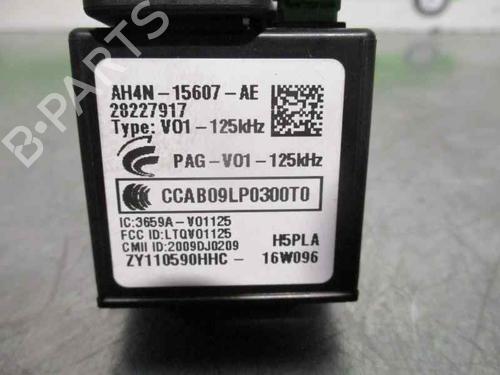 AH4N-15607-AE
28227917
Type: V01-125kHz
PAG-V01-125kHz
CCAB09LP0300T0
IC:3659A-V01125
FCC ID:LTQV01125
CMII ID:2009DJ0209 H5PLA
ZY110590HHC- 16W096
B-PARTS